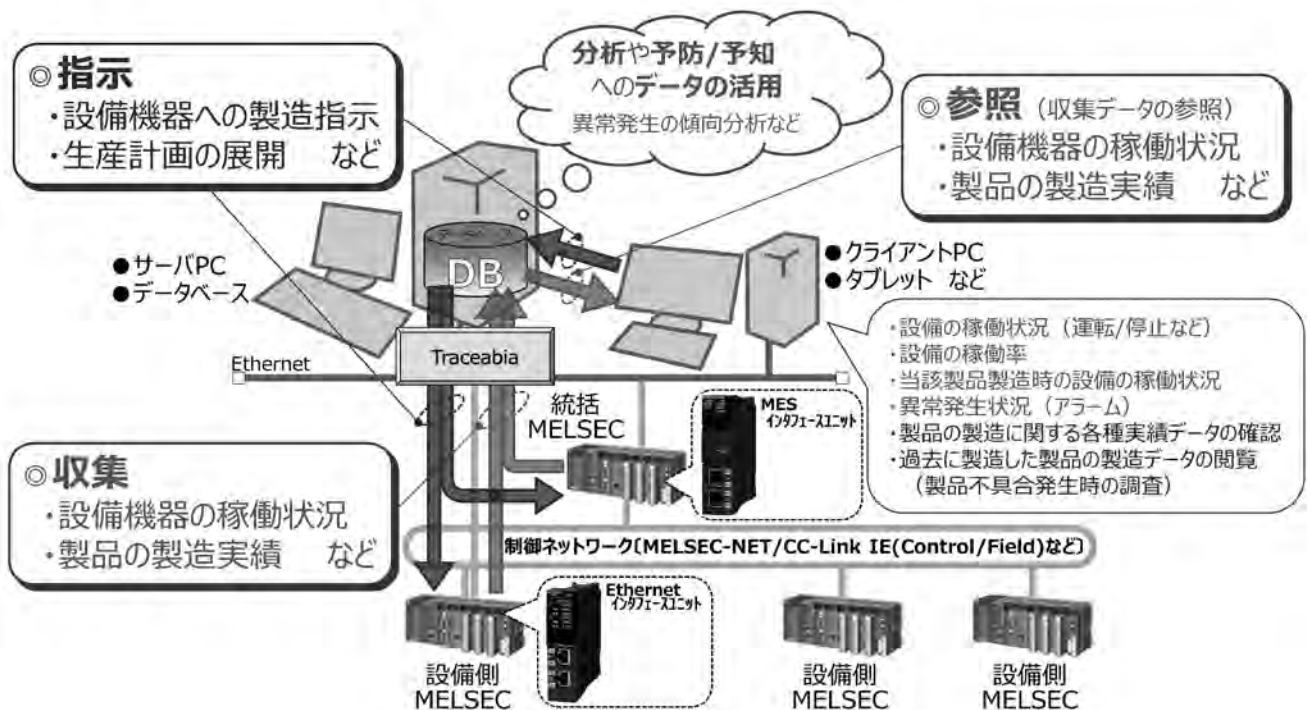 ◎指示
・設備機器への製造指示
・生産計画の展開 など
分析や予防/予知
へのデータの活用
異常発生の傾向分析など
◎参照 (収集データの参照)
・設備機器の稼働状況
・製品の製造実績 など
●サーバPC
●データベース
DB
●クライアントPC
●タブレット など
Ethernet
Traceabia
・設備の稼働状況 (運転/停止など)
・設備の稼働率
・当該製品製造時の設備の稼働状況
・異常発生状況 (アラーム)
・製品の製造に関する各種実績データの確認
・過去に製造した製品の製造データの閲覧
(製品不具合発生時の調査)
統括
MELSEC
MES
インタフェースユニット
◎収集
・設備機器の稼働状況
・製品の製造実績 など
制御ネットワーク〔MELSEC-NET/CC-Link IE(Control/Field)など〕
Ethernet
インタフェースユニット
設備側
MELSEC
設備側
MELSEC
設備側
MELSEC